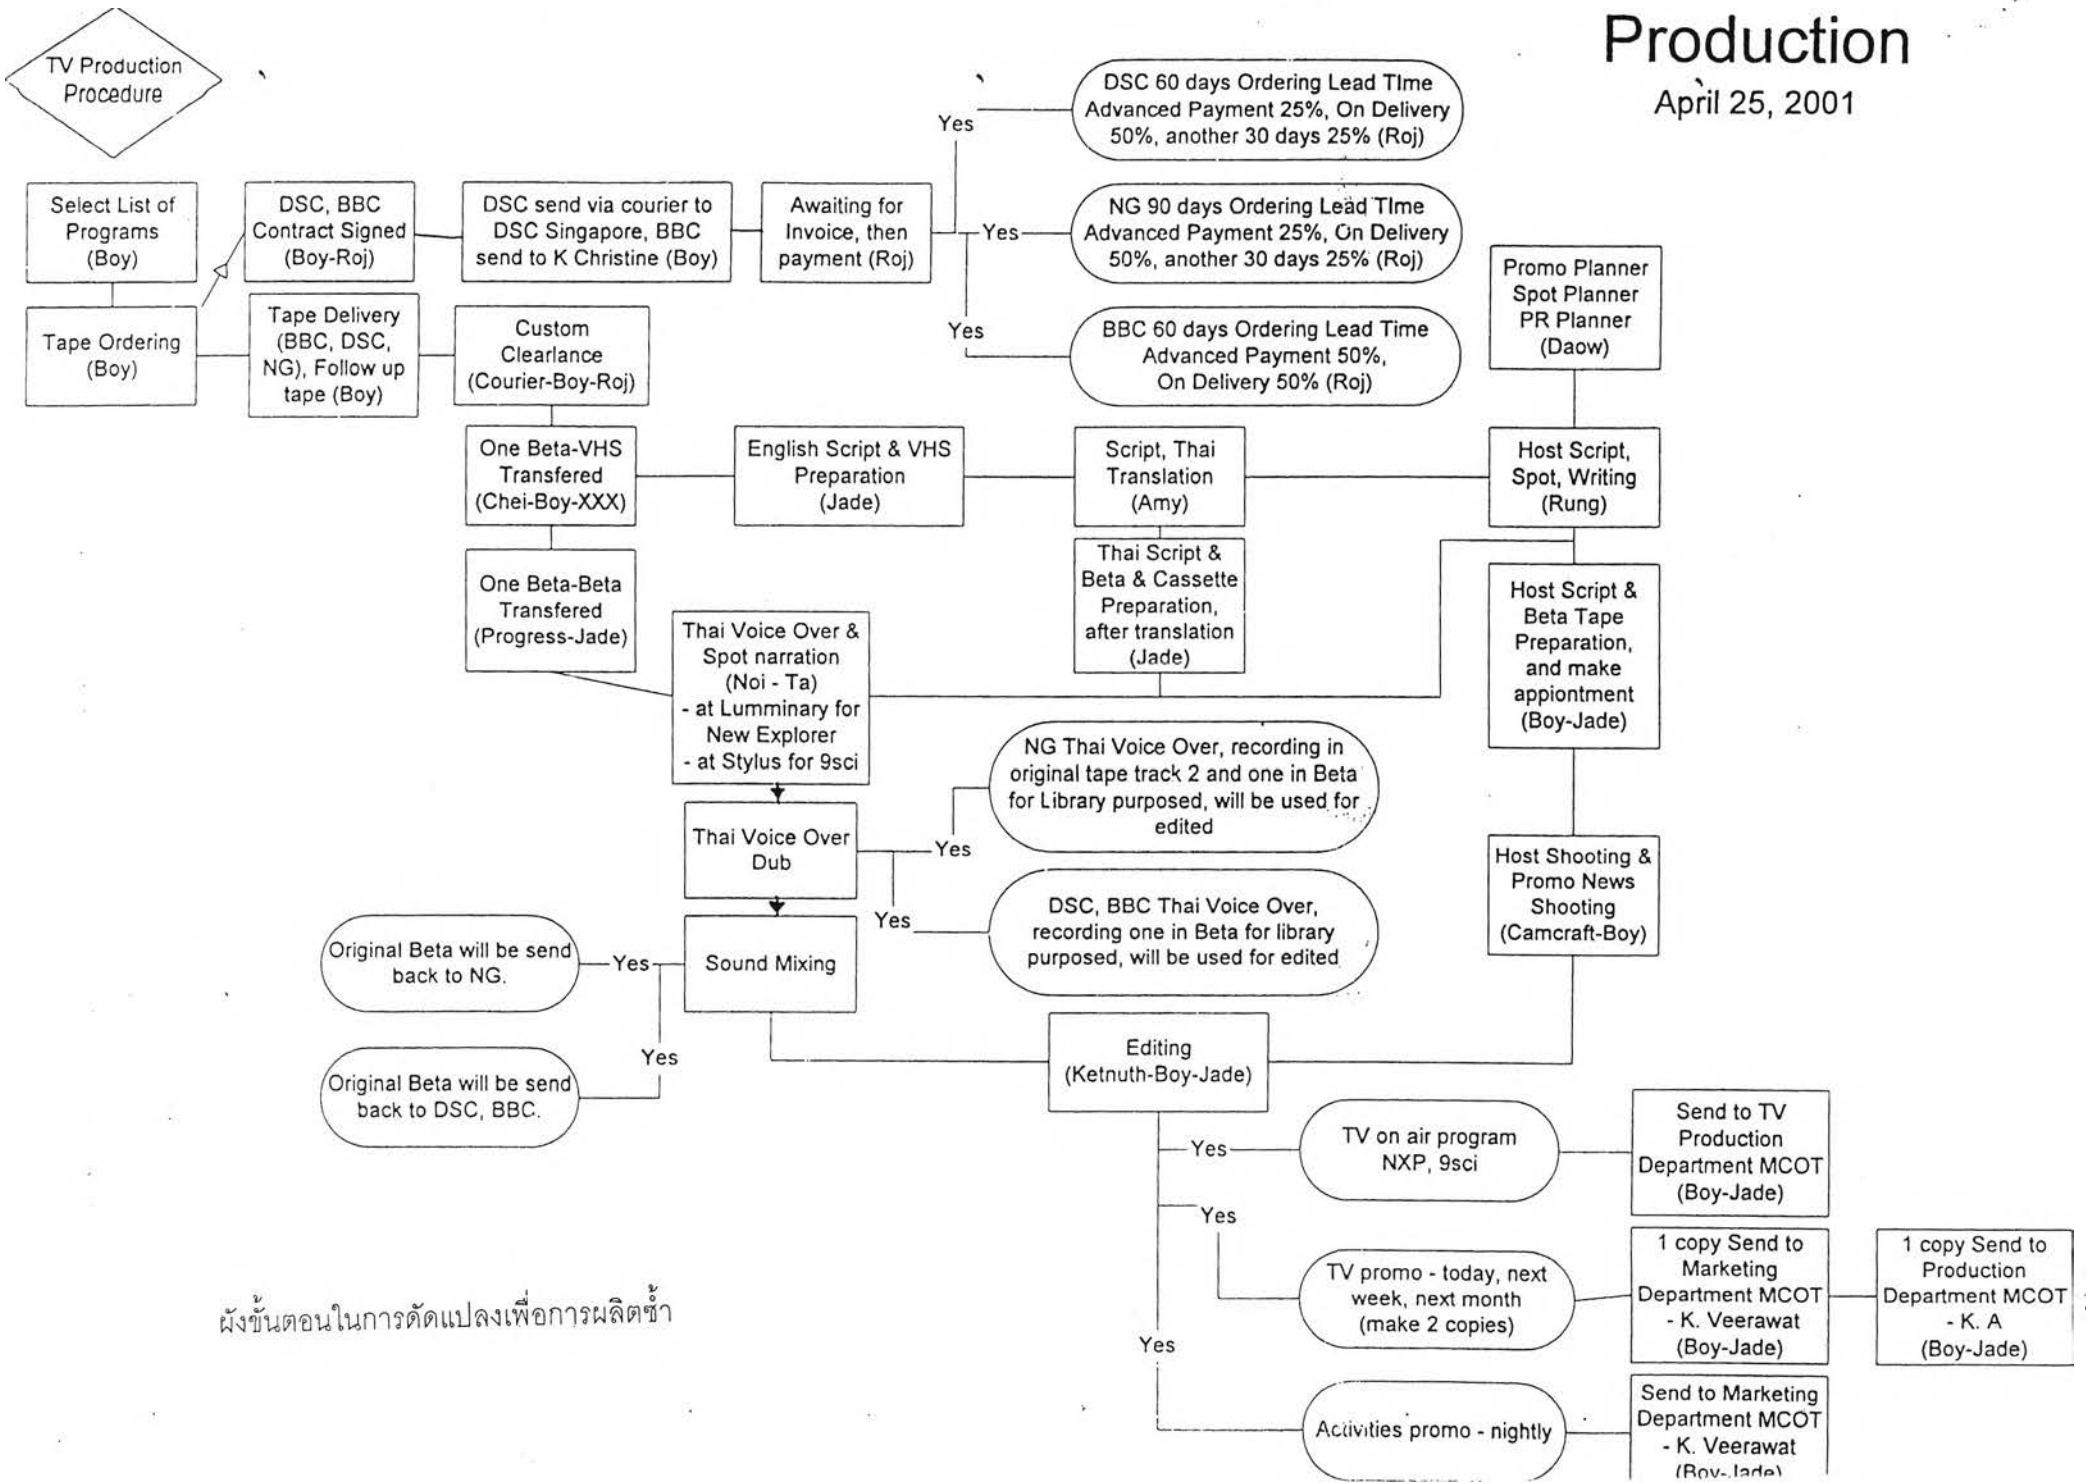 Production
April 25, 2001
TV Production
Procedure
Select List of
Programs
(Boy)
DSC, BBC
Contract Signed
(Boy-Roj)
DSC send via courier to
DSC Singapore, BBC
send to K Christine (Boy)
Awaiting for
Invoice, then
payment (Roj)
Yes
DSC 60 days Ordering Lead TIme
Advanced Payment 25%, On Delivery
50%, another 30 days 25% (Roj)
Yes
NG 90 days Ordering Lead TIme
Advanced Payment 25%, On Delivery
50%, another 30 days 25% (Roj)
Yes
BBC 60 days Ordering Lead Time
Advanced Payment 50%,
On Delivery 50% (Roj)
Tape Ordering
(Boy)
Tape Delivery
(BBC, DSC,
NG), Follow up
tape (Boy)
Custom
Clearlance
(Courier-Boy-Roj)
Promo Planner
Spot Planner
PR Planner
(Daow)
One Beta-VHS
Transfered
(Chei-Boy-XXX)
English Script & VHS
Preparation
(Jade)
Script, Thai
Translation
(Amy)
Host Script,
Spot, Writing
(Rung)
One Beta-Beta
Transfered
(Progress-Jade)
Thai Voice Over &
Spot narration
(Noi - Ta)
- at Lumminary for
New Explorer
- at Stylus for 9sci
Thai Script &
Beta & Cassette
Preparation,
after translation
(Jade)
Host Script &
Beta Tape
Preparation,
and make
appiontment
(Boy-Jade)
Thai Voice Over
Dub
Yes
NG Thai Voice Over, recording in
original tape track 2 and one in Beta
for Library purposed, will be used for
edited
Yes
DSC, BBC Thai Voice Over,
recording one in Beta for library
purposed, will be used for edited
Host Shooting &
Promo News
Shooting
(Camcraft-Boy)
Sound Mixing
Yes
Original Beta will be send
back to NG.
Yes
Original Beta will be send
back to DSC, BBC.
Editing
(Ketnuth-Boy-Jade)
Yes
TV on air program
NXP, 9sci
Send to TV
Production
Department MCOT
(Boy-Jade)
Yes
TV promo - today, next
week, next month
(make 2 copies)
1 copy Send to
Marketing
Department MCOT
- K. Veerawat
(Boy-Jade)
1 copy Send to
Production
Department MCOT
- K. A
(Boy-Jade)
Yes
Activities promo - nightly
Send to Marketing
Department MCOT
- K. Veerawat
(Boy-Jade)
ผังขั้นตอนในการดัดแปลงเพื่อการผลิตซ้ำ